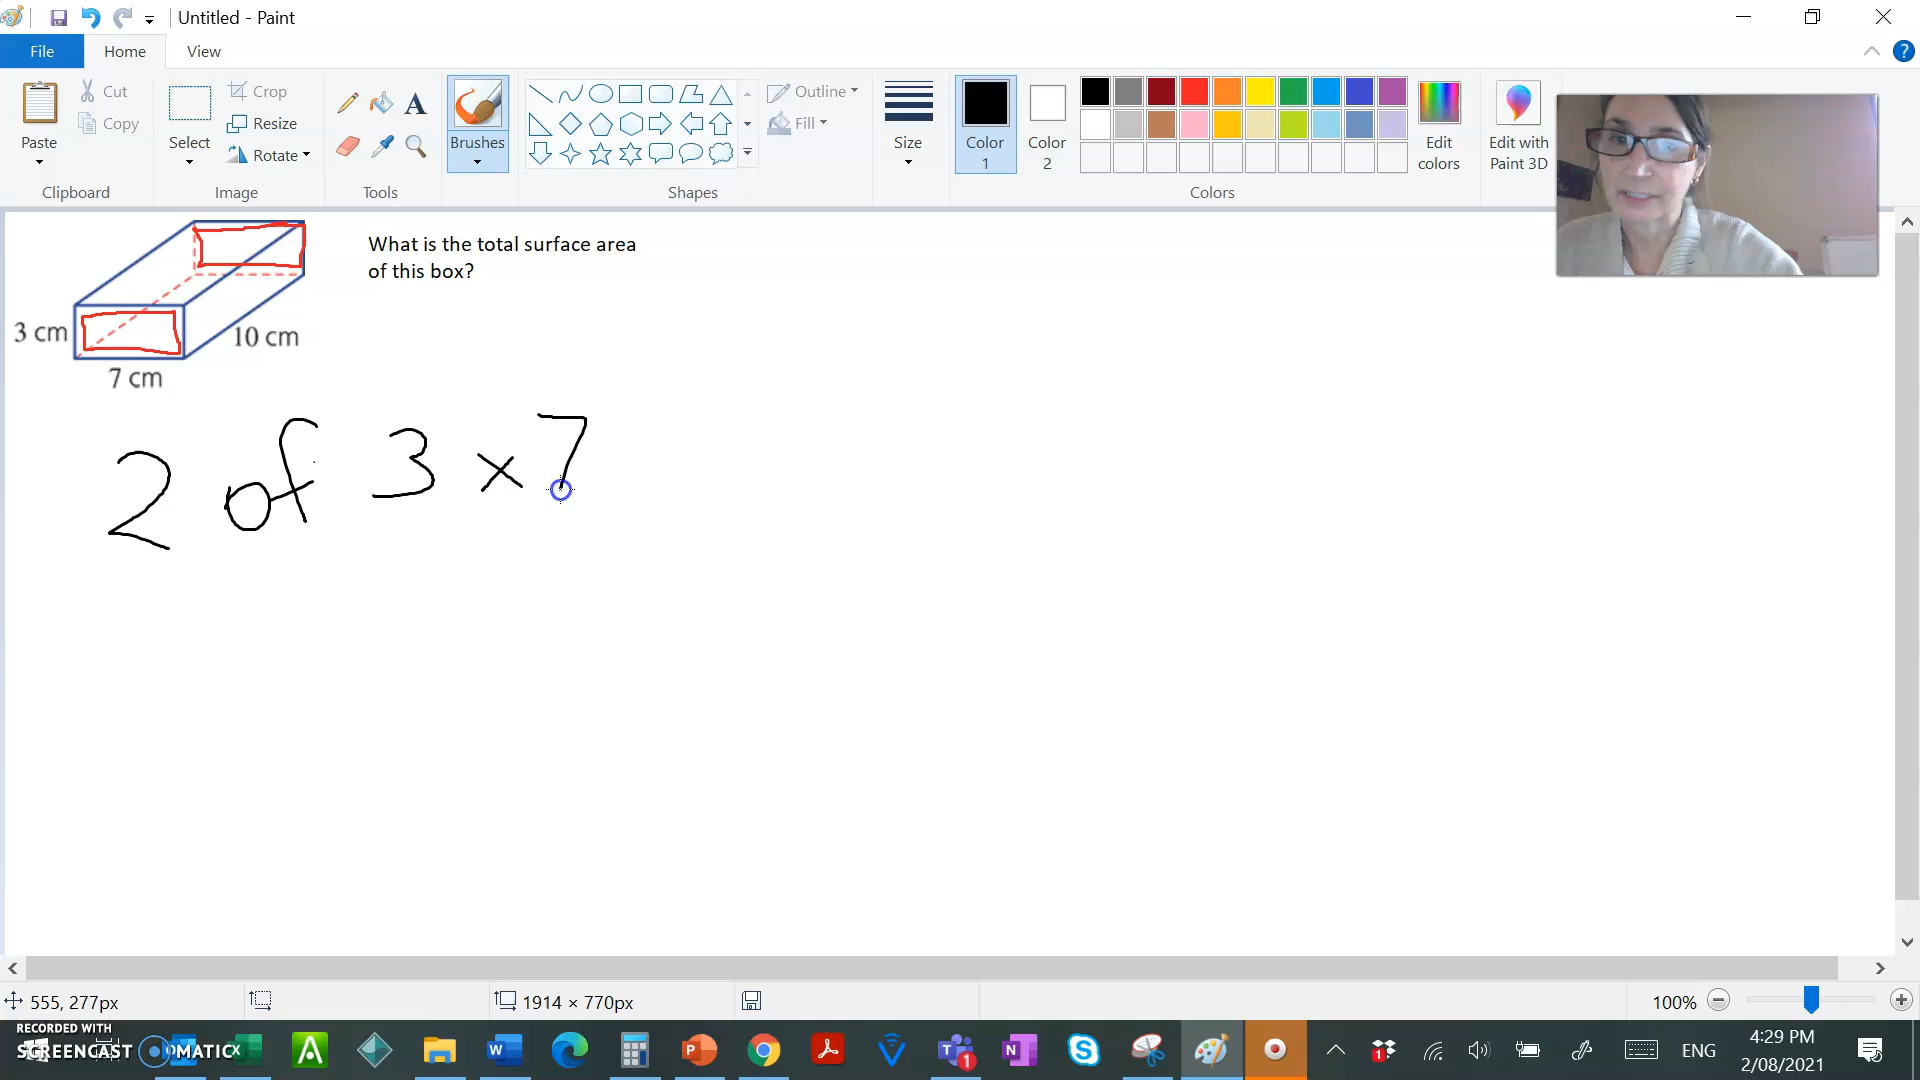 Untitled - Paint
File Home View
Paste
Cut
Copy
Clipboard
Select
Crop
Resize
Rotate
Image
Tools
Brushes
Shapes
Outline
Fill
Size
Color 1
Color 2
Colors
Edit colors
Edit with Paint 3D
What is the total surface area
of this box?
3 cm
10 cm
7 cm
2 of 3 × 7
555, 277px
1914 × 770px
100%
RECORDED WITH
SCREENCAST OMATIC
ENG
4:29 PM
2/08/2021